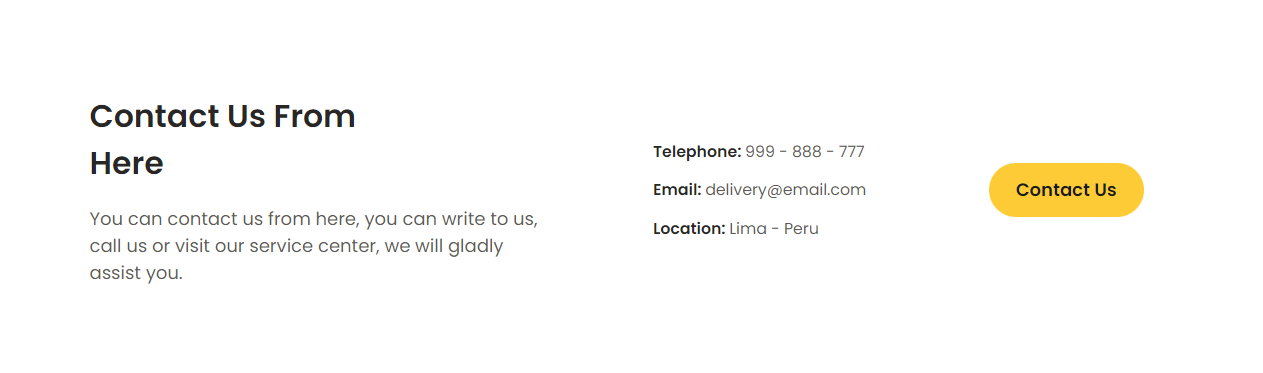 Contact Us From
Here
You can contact us from here, you can write to us,
call us or visit our service center, we will gladly
assist you.
Telephone: 999 - 888 - 777
Email: delivery@email.com
Location: Lima - Peru
Contact Us